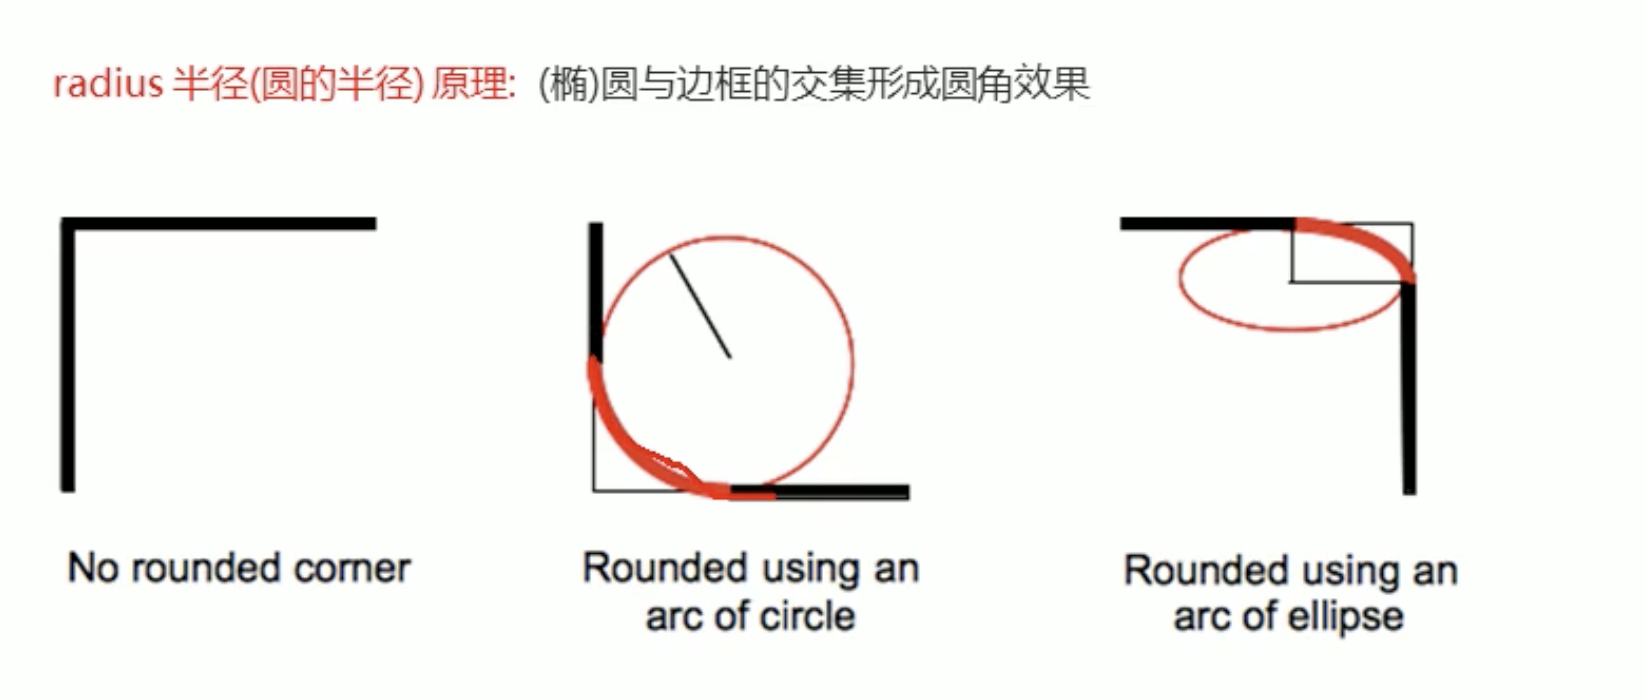 radius 半径(圆的半径) 原理: (椭)圆与边框的交集形成圆角效果
No rounded corner
Rounded using an
arc of circle
Rounded using an
arc of ellipse